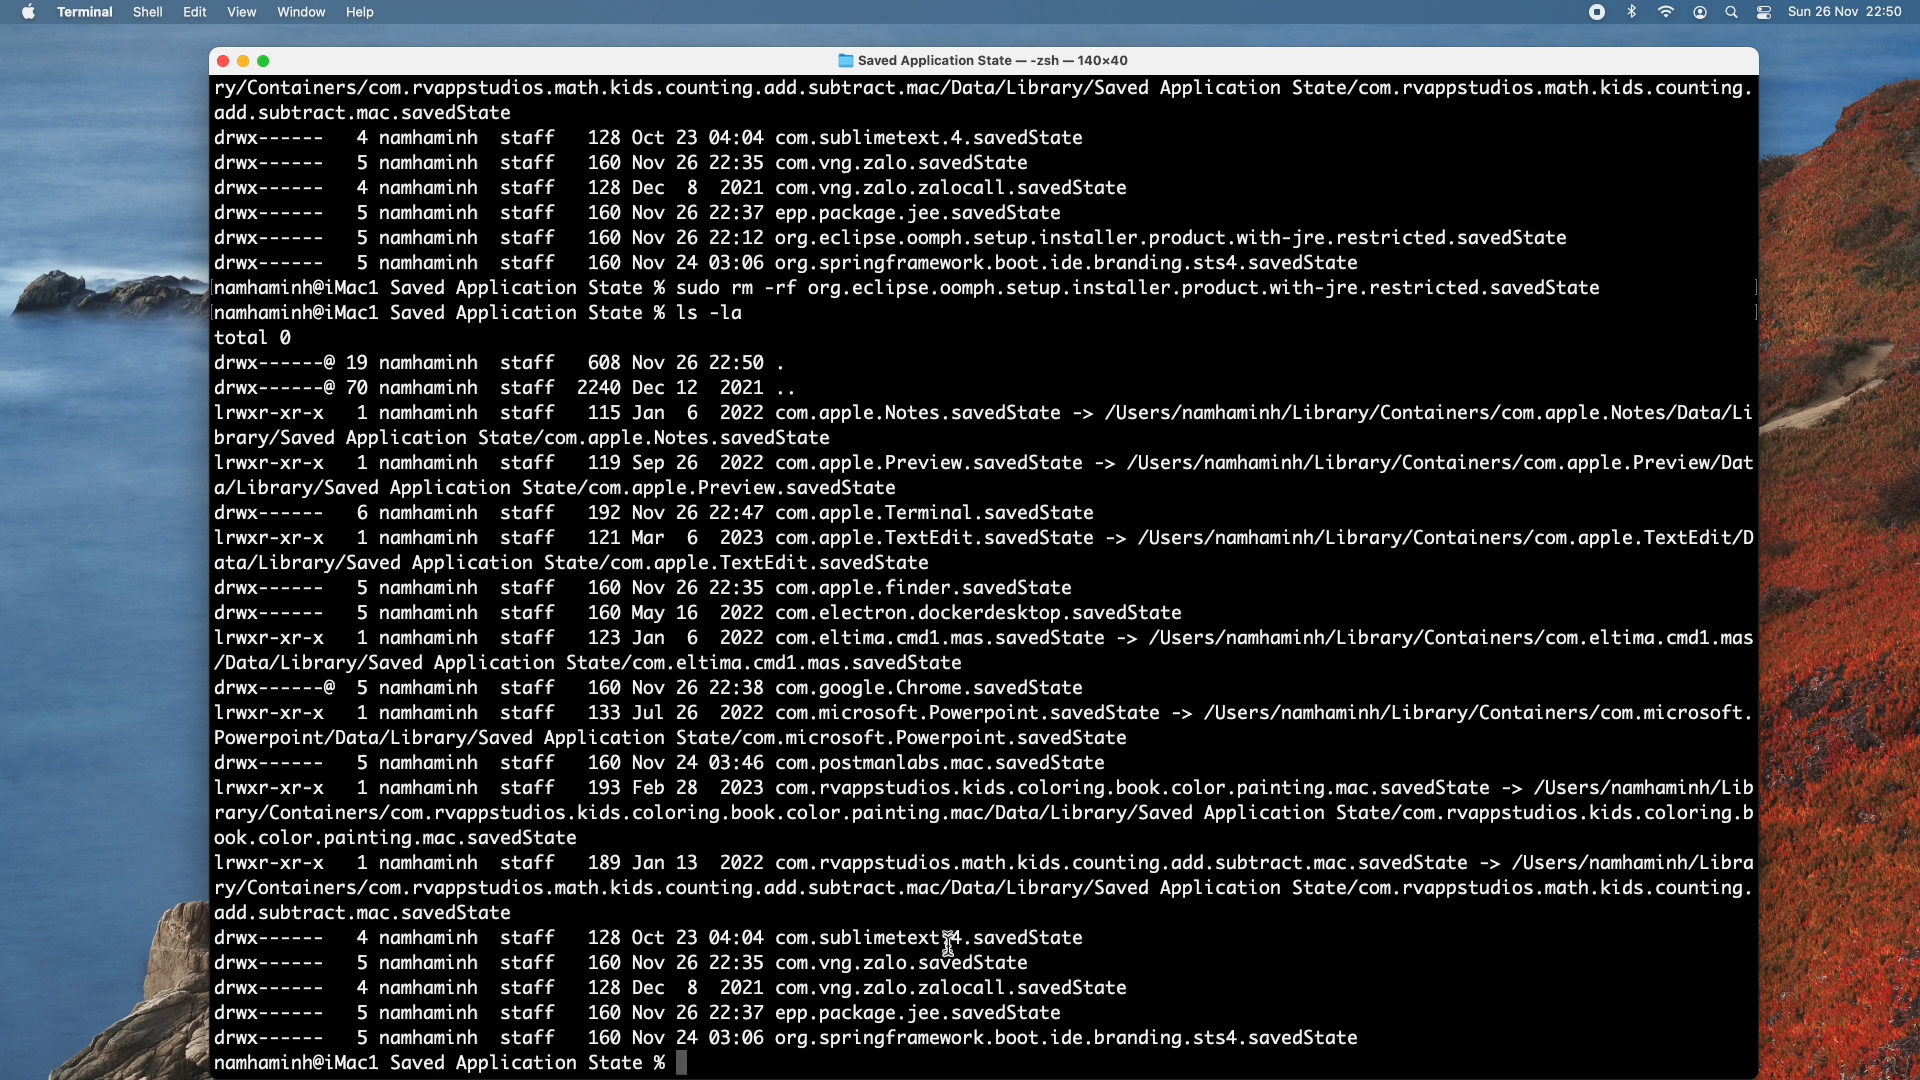 Terminal Shell Edit View Window Help Sun 26 Nov 22:50
Saved Application State — -zsh — 140×40
ry/Containers/com.rvappstudios.math.kids.counting.add.subtract.mac/Data/Library/Saved Application State/com.rvappstudios.math.kids.counting.
add.subtract.mac.savedState
drwx------   4 namhaminh  staff   128 Oct 23 04:04 com.sublimetext.4.savedState
drwx------   5 namhaminh  staff   160 Nov 26 22:35 com.vng.zalo.savedState
drwx------   4 namhaminh  staff   128 Dec  8  2021 com.vng.zalo.zalocall.savedState
drwx------   5 namhaminh  staff   160 Nov 26 22:37 epp.package.jee.savedState
drwx------   5 namhaminh  staff   160 Nov 26 22:12 org.eclipse.oomph.setup.installer.product.with-jre.restricted.savedState
drwx------   5 namhaminh  staff   160 Nov 24 03:06 org.springframework.boot.ide.branding.sts4.savedState
[namhaminh@iMac1 Saved Application State % sudo rm -rf org.eclipse.oomph.setup.installer.product.with-jre.restricted.savedState ]
[namhaminh@iMac1 Saved Application State % ls -la ]
total 0
drwx------@ 19 namhaminh  staff   608 Nov 26 22:50 .
drwx------@ 70 namhaminh  staff  2240 Dec 12  2021 ..
lrwxr-xr-x   1 namhaminh  staff   115 Jan  6  2022 com.apple.Notes.savedState -> /Users/namhaminh/Library/Containers/com.apple.Notes/Data/Li
brary/Saved Application State/com.apple.Notes.savedState
lrwxr-xr-x   1 namhaminh  staff   119 Sep 26  2022 com.apple.Preview.savedState -> /Users/namhaminh/Library/Containers/com.apple.Preview/Dat
a/Library/Saved Application State/com.apple.Preview.savedState
drwx------   6 namhaminh  staff   192 Nov 26 22:47 com.apple.Terminal.savedState
lrwxr-xr-x   1 namhaminh  staff   121 Mar  6  2023 com.apple.TextEdit.savedState -> /Users/namhaminh/Library/Containers/com.apple.TextEdit/D
ata/Library/Saved Application State/com.apple.TextEdit.savedState
drwx------   5 namhaminh  staff   160 Nov 26 22:35 com.apple.finder.savedState
drwx------   5 namhaminh  staff   160 May 16  2022 com.electron.dockerdesktop.savedState
lrwxr-xr-x   1 namhaminh  staff   123 Jan  6  2022 com.eltima.cmd1.mas.savedState -> /Users/namhaminh/Library/Containers/com.eltima.cmd1.mas
/Data/Library/Saved Application State/com.eltima.cmd1.mas.savedState
drwx------@  5 namhaminh  staff   160 Nov 26 22:38 com.google.Chrome.savedState
lrwxr-xr-x   1 namhaminh  staff   133 Jul 26  2022 com.microsoft.Powerpoint.savedState -> /Users/namhaminh/Library/Containers/com.microsoft.
Powerpoint/Data/Library/Saved Application State/com.microsoft.Powerpoint.savedState
drwx------   5 namhaminh  staff   160 Nov 24 03:46 com.postmanlabs.mac.savedState
lrwxr-xr-x   1 namhaminh  staff   193 Feb 28  2023 com.rvappstudios.kids.coloring.book.color.painting.mac.savedState -> /Users/namhaminh/Lib
rary/Containers/com.rvappstudios.kids.coloring.book.color.painting.mac/Data/Library/Saved Application State/com.rvappstudios.kids.coloring.b
ook.color.painting.mac.savedState
lrwxr-xr-x   1 namhaminh  staff   189 Jan 13  2022 com.rvappstudios.math.kids.counting.add.subtract.mac.savedState -> /Users/namhaminh/Libra
ry/Containers/com.rvappstudios.math.kids.counting.add.subtract.mac/Data/Library/Saved Application State/com.rvappstudios.math.kids.counting.
add.subtract.mac.savedState
drwx------   4 namhaminh  staff   128 Oct 23 04:04 com.sublimetext.4.savedState
drwx------   5 namhaminh  staff   160 Nov 26 22:35 com.vng.zalo.savedState
drwx------   4 namhaminh  staff   128 Dec  8  2021 com.vng.zalo.zalocall.savedState
drwx------   5 namhaminh  staff   160 Nov 26 22:37 epp.package.jee.savedState
drwx------   5 namhaminh  staff   160 Nov 24 03:06 org.springframework.boot.ide.branding.sts4.savedState
namhaminh@iMac1 Saved Application State %